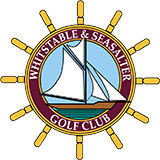 WHITSTABLE & SEASALTER
GOLF CLUB